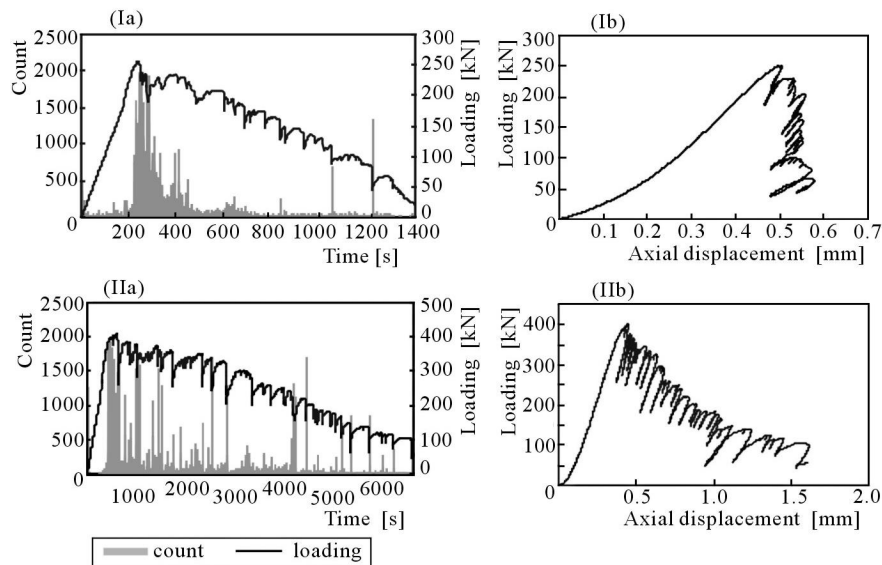 (Ia)
2500
2000
1500
1000
500
0
Count
300
250
200
150
100
50
0
Loading [kN]
200 400 600 800 1000 1200 1400
Time [s]
(Ib)
300
250
200
150
100
50
0
Loading [kN]
0.1 0.2 0.3 0.4 0.5 0.6 0.7
Axial displacement [mm]
(IIa)
2500
2000
1500
1000
500
0
Count
500
400
300
200
100
0
Loading [kN]
1000 2000 3000 4000 5000 6000
Time [s]
(IIb)
400
300
200
100
0
Loading [kN]
0.5 1.0 1.5 2.0
Axial displacement [mm]
count loading